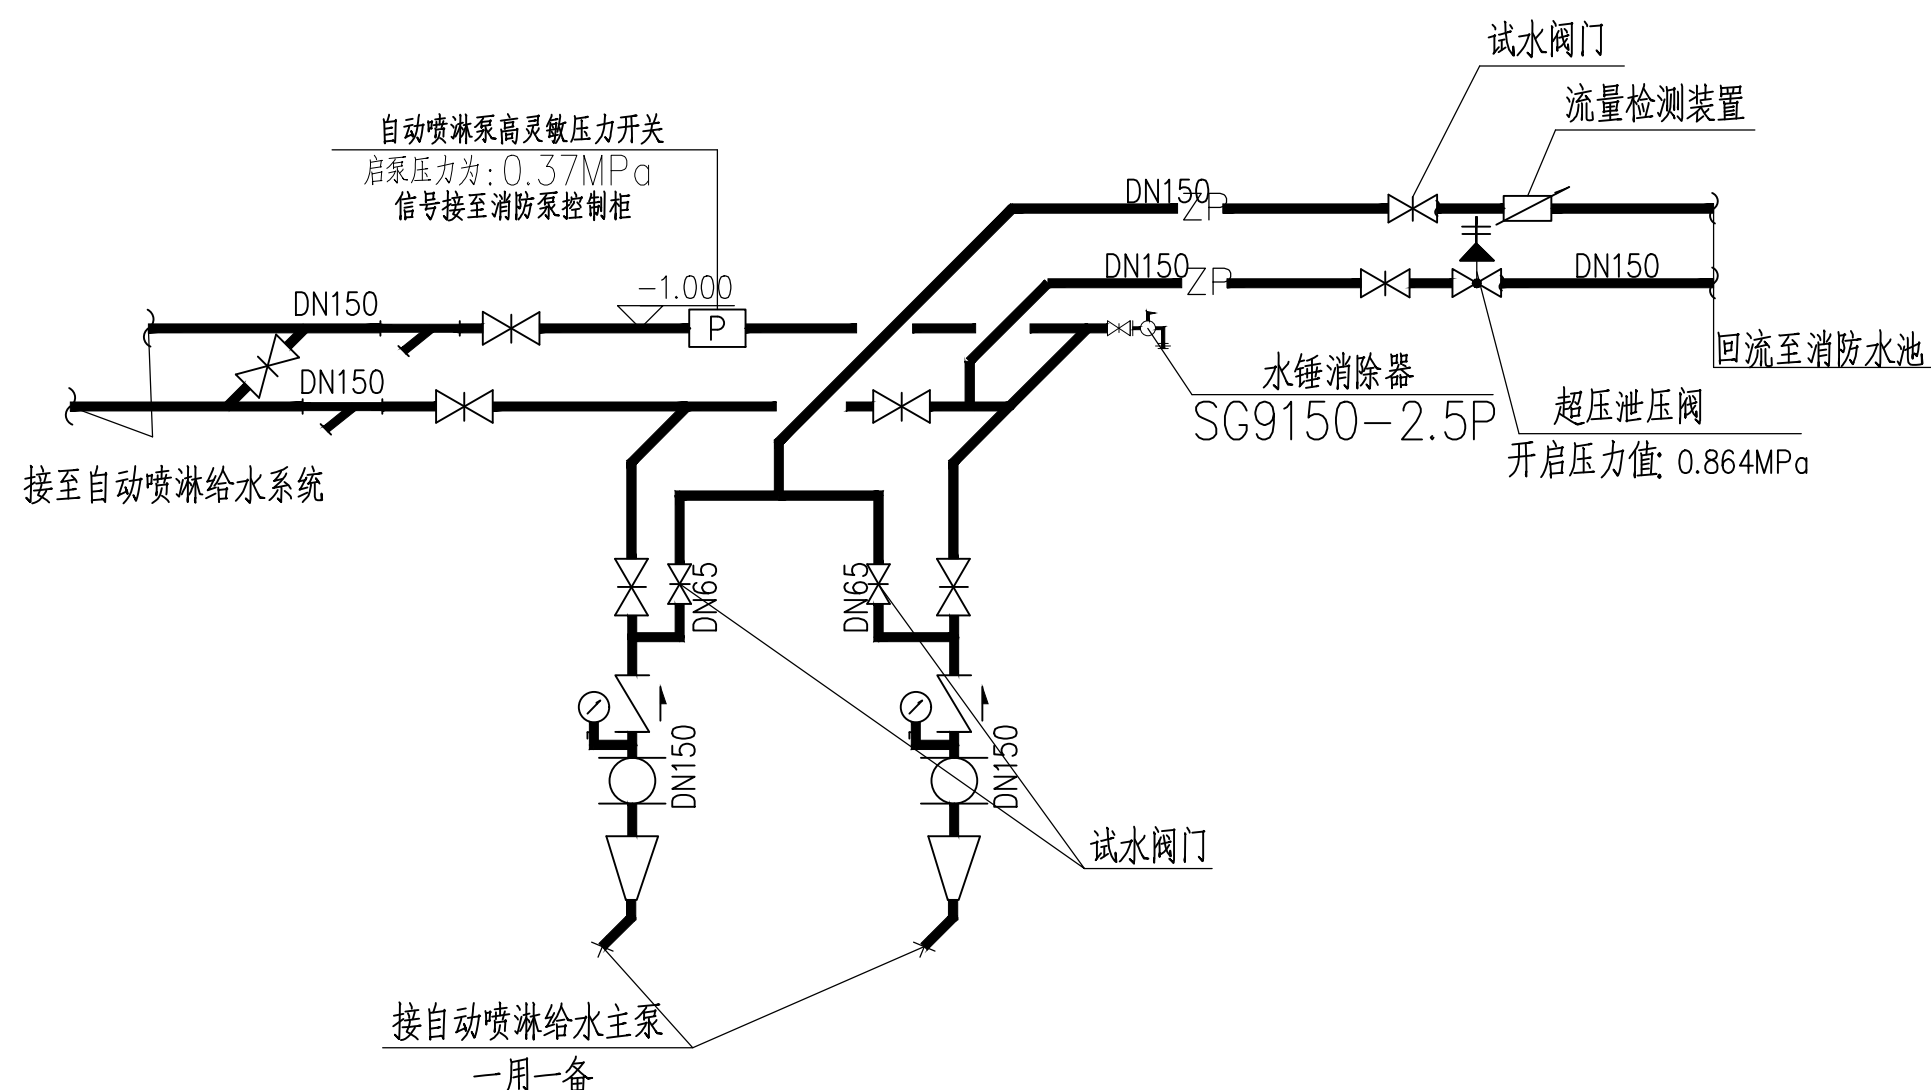 试水阀门
流量检测装置
自动喷淋泵高灵敏压力开关
启泵压力为:0.37MPa
信号接至消防泵控制柜
DN150
ZP
DN150
ZP
DN150
-1.000
DN150
P
回流至消防水池
DN150
水锤消除器
SG9150-2.5P
超压泄压阀
开启压力值: 0.864MPa
接至自动喷淋给水系统
DN65
DN65
DN150
DN150
试水阀门
接自动喷淋给水主泵
一用一备